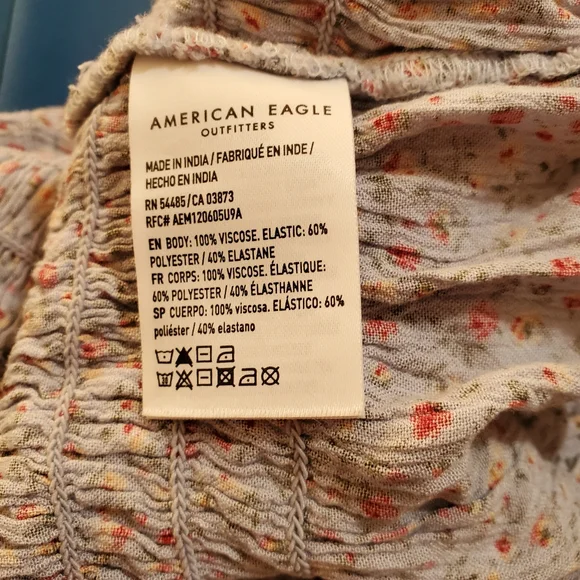 AMERICAN EAGLE
OUTFITTERS
MADE IN INDIA / FABRIQUÉ EN INDE /
HECHO EN INDIA
RN 54485 / CA 03873
RFC# AEM120605U9A
EN BODY: 100% VISCOSE. ELASTIC: 60%
POLYESTER / 40% ELASTANE
FR CORPS: 100% VISCOSE. ÉLASTIQUE:
60% POLYESTER / 40% ÉLASTHANNE
SP CUERPO: 100% viscosa. ELÁSTICO: 60%
poliéster / 40% elastano